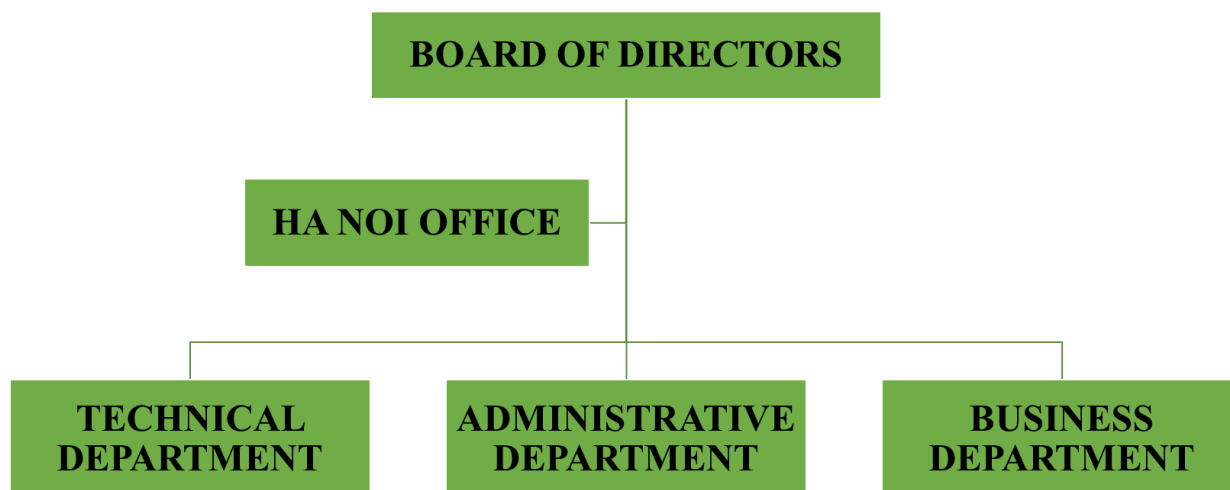 BOARD OF DIRECTORS
HA NOI OFFICE
TECHNICAL
DEPARTMENT
ADMINISTRATIVE
DEPARTMENT
BUSINESS
DEPARTMENT